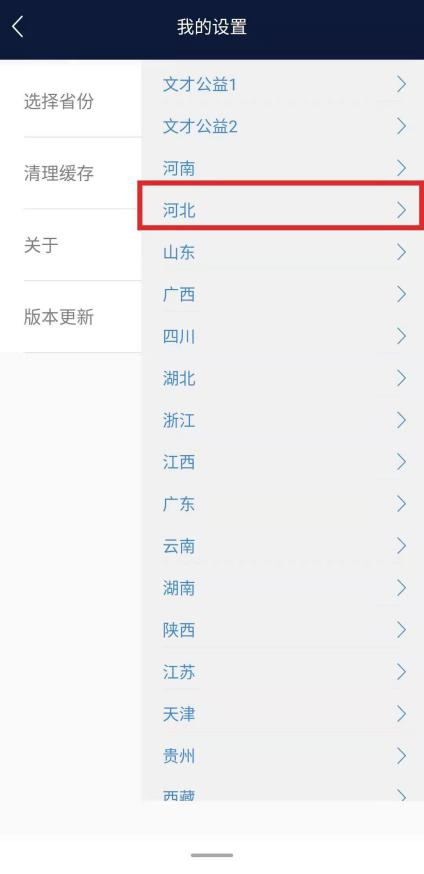 我的设置
选择省份
清理缓存
关于
版本更新
文才公益1
文才公益2
河南
河北
山东
广西
四川
湖北
浙江
江西
广东
云南
湖南
陕西
江苏
天津
贵州
西藏